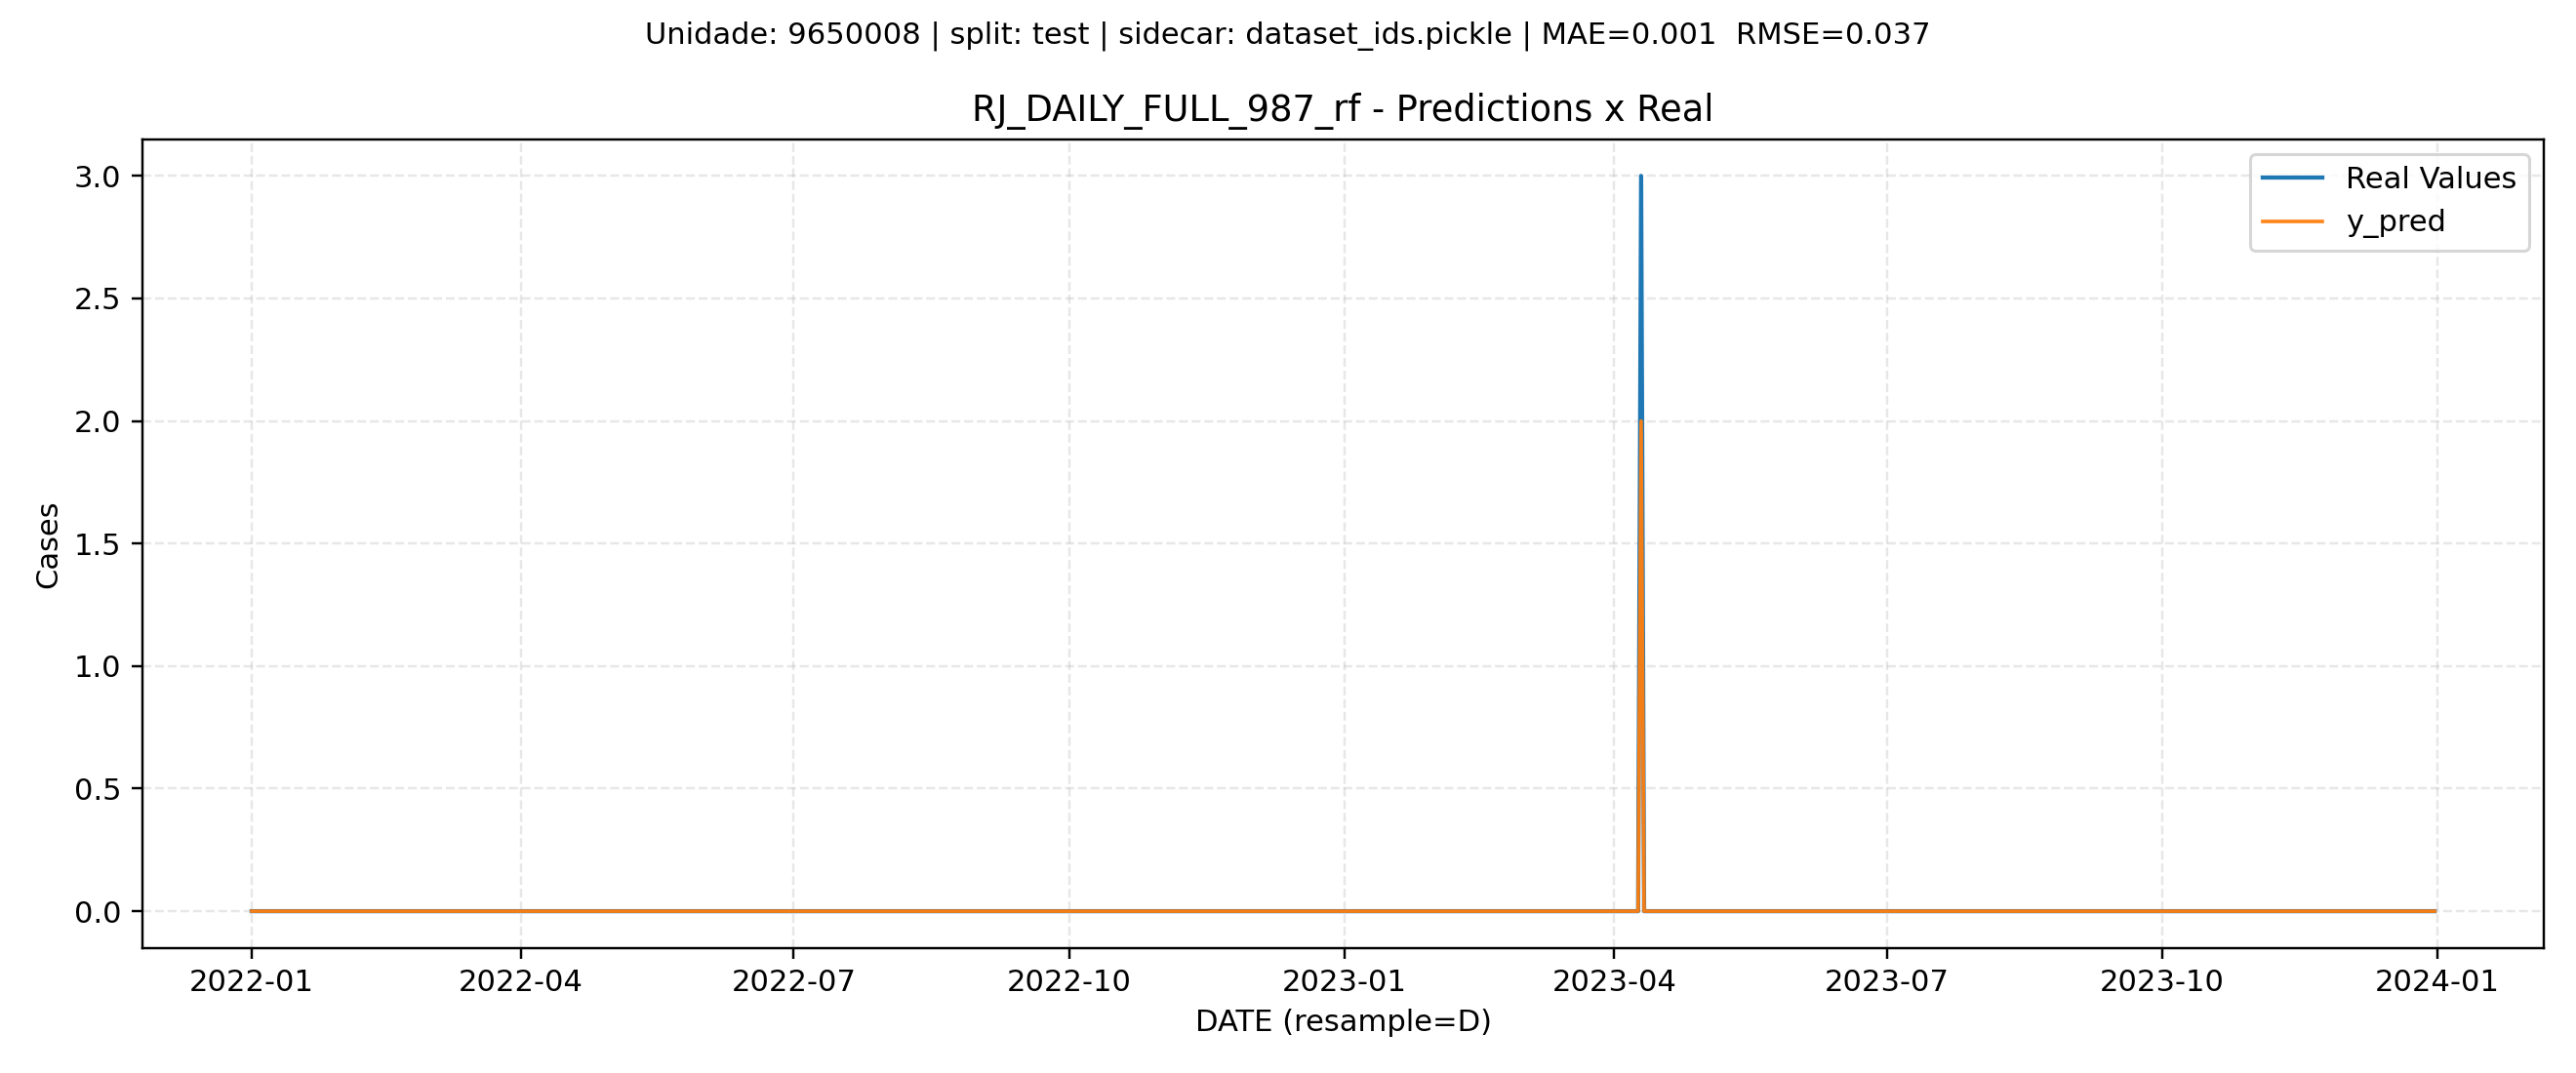 Unidade: 9650008 | split: test | sidecar: dataset_ids.pickle | MAE=0.001  RMSE=0.037
RJ_DAILY_FULL_987_rf - Predictions x Real
Real Values
y_pred
3.0
2.5
2.0
1.5
1.0
0.5
0.0
Cases
2022-01
2022-04
2022-07
2022-10
2023-01
2023-04
2023-07
2023-10
2024-01
DATE (resample=D)